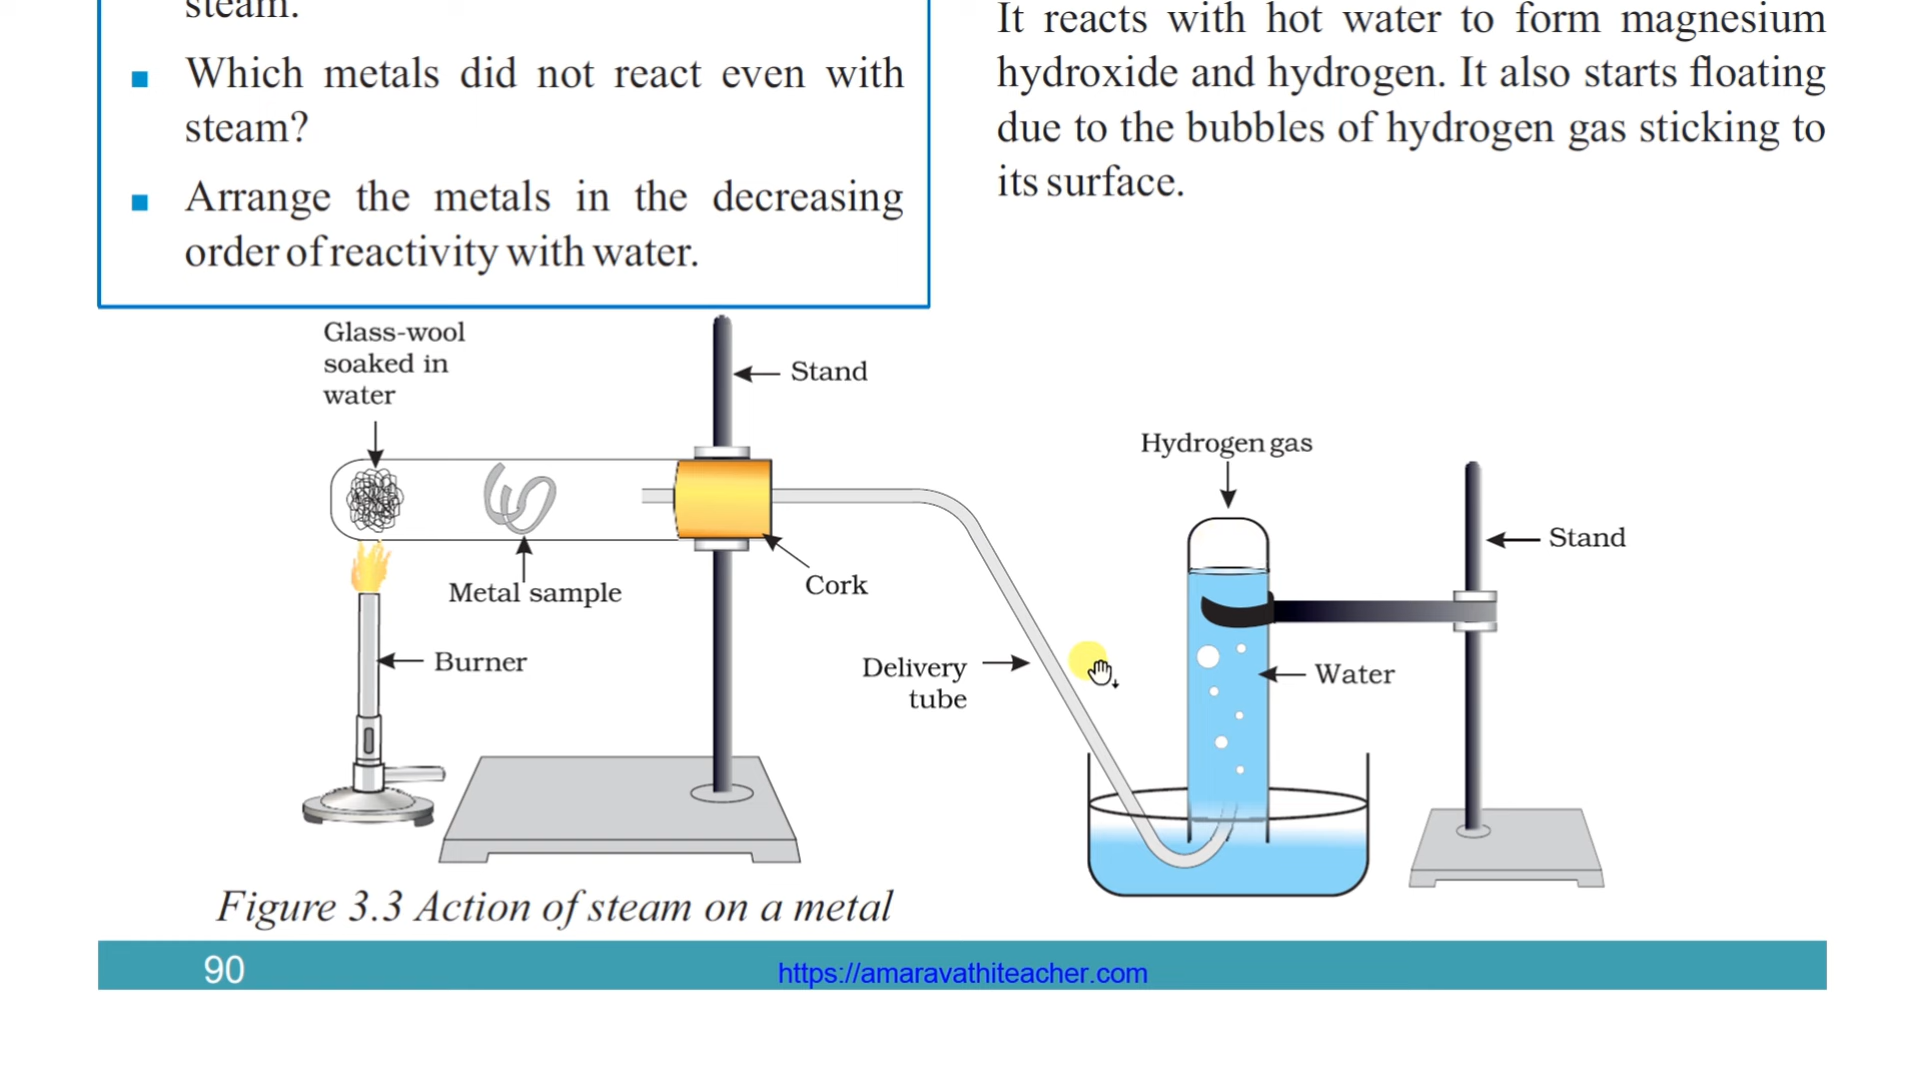 steam.
■ Which metals did not react even with
steam?
■ Arrange the metals in the decreasing
order of reactivity with water.
It reacts with hot water to form magnesium
hydroxide and hydrogen. It also starts floating
due to the bubbles of hydrogen gas sticking to
its surface.
Glass-wool
soaked in
water
Stand
Hydrogen gas
Stand
Metal sample
Cork
Burner
Delivery
tube
Water
Figure 3.3 Action of steam on a metal
90
https://amaravathiteacher.com